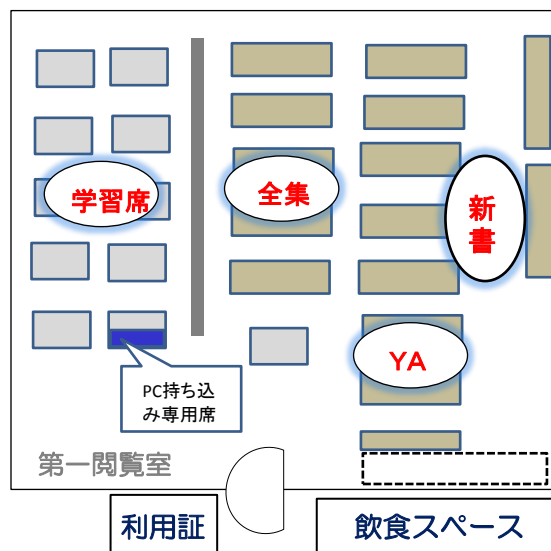 学習席
全集
新
書
YA
PC持ち込
み専用席
第一閲覧室
利用証
飲食スペース